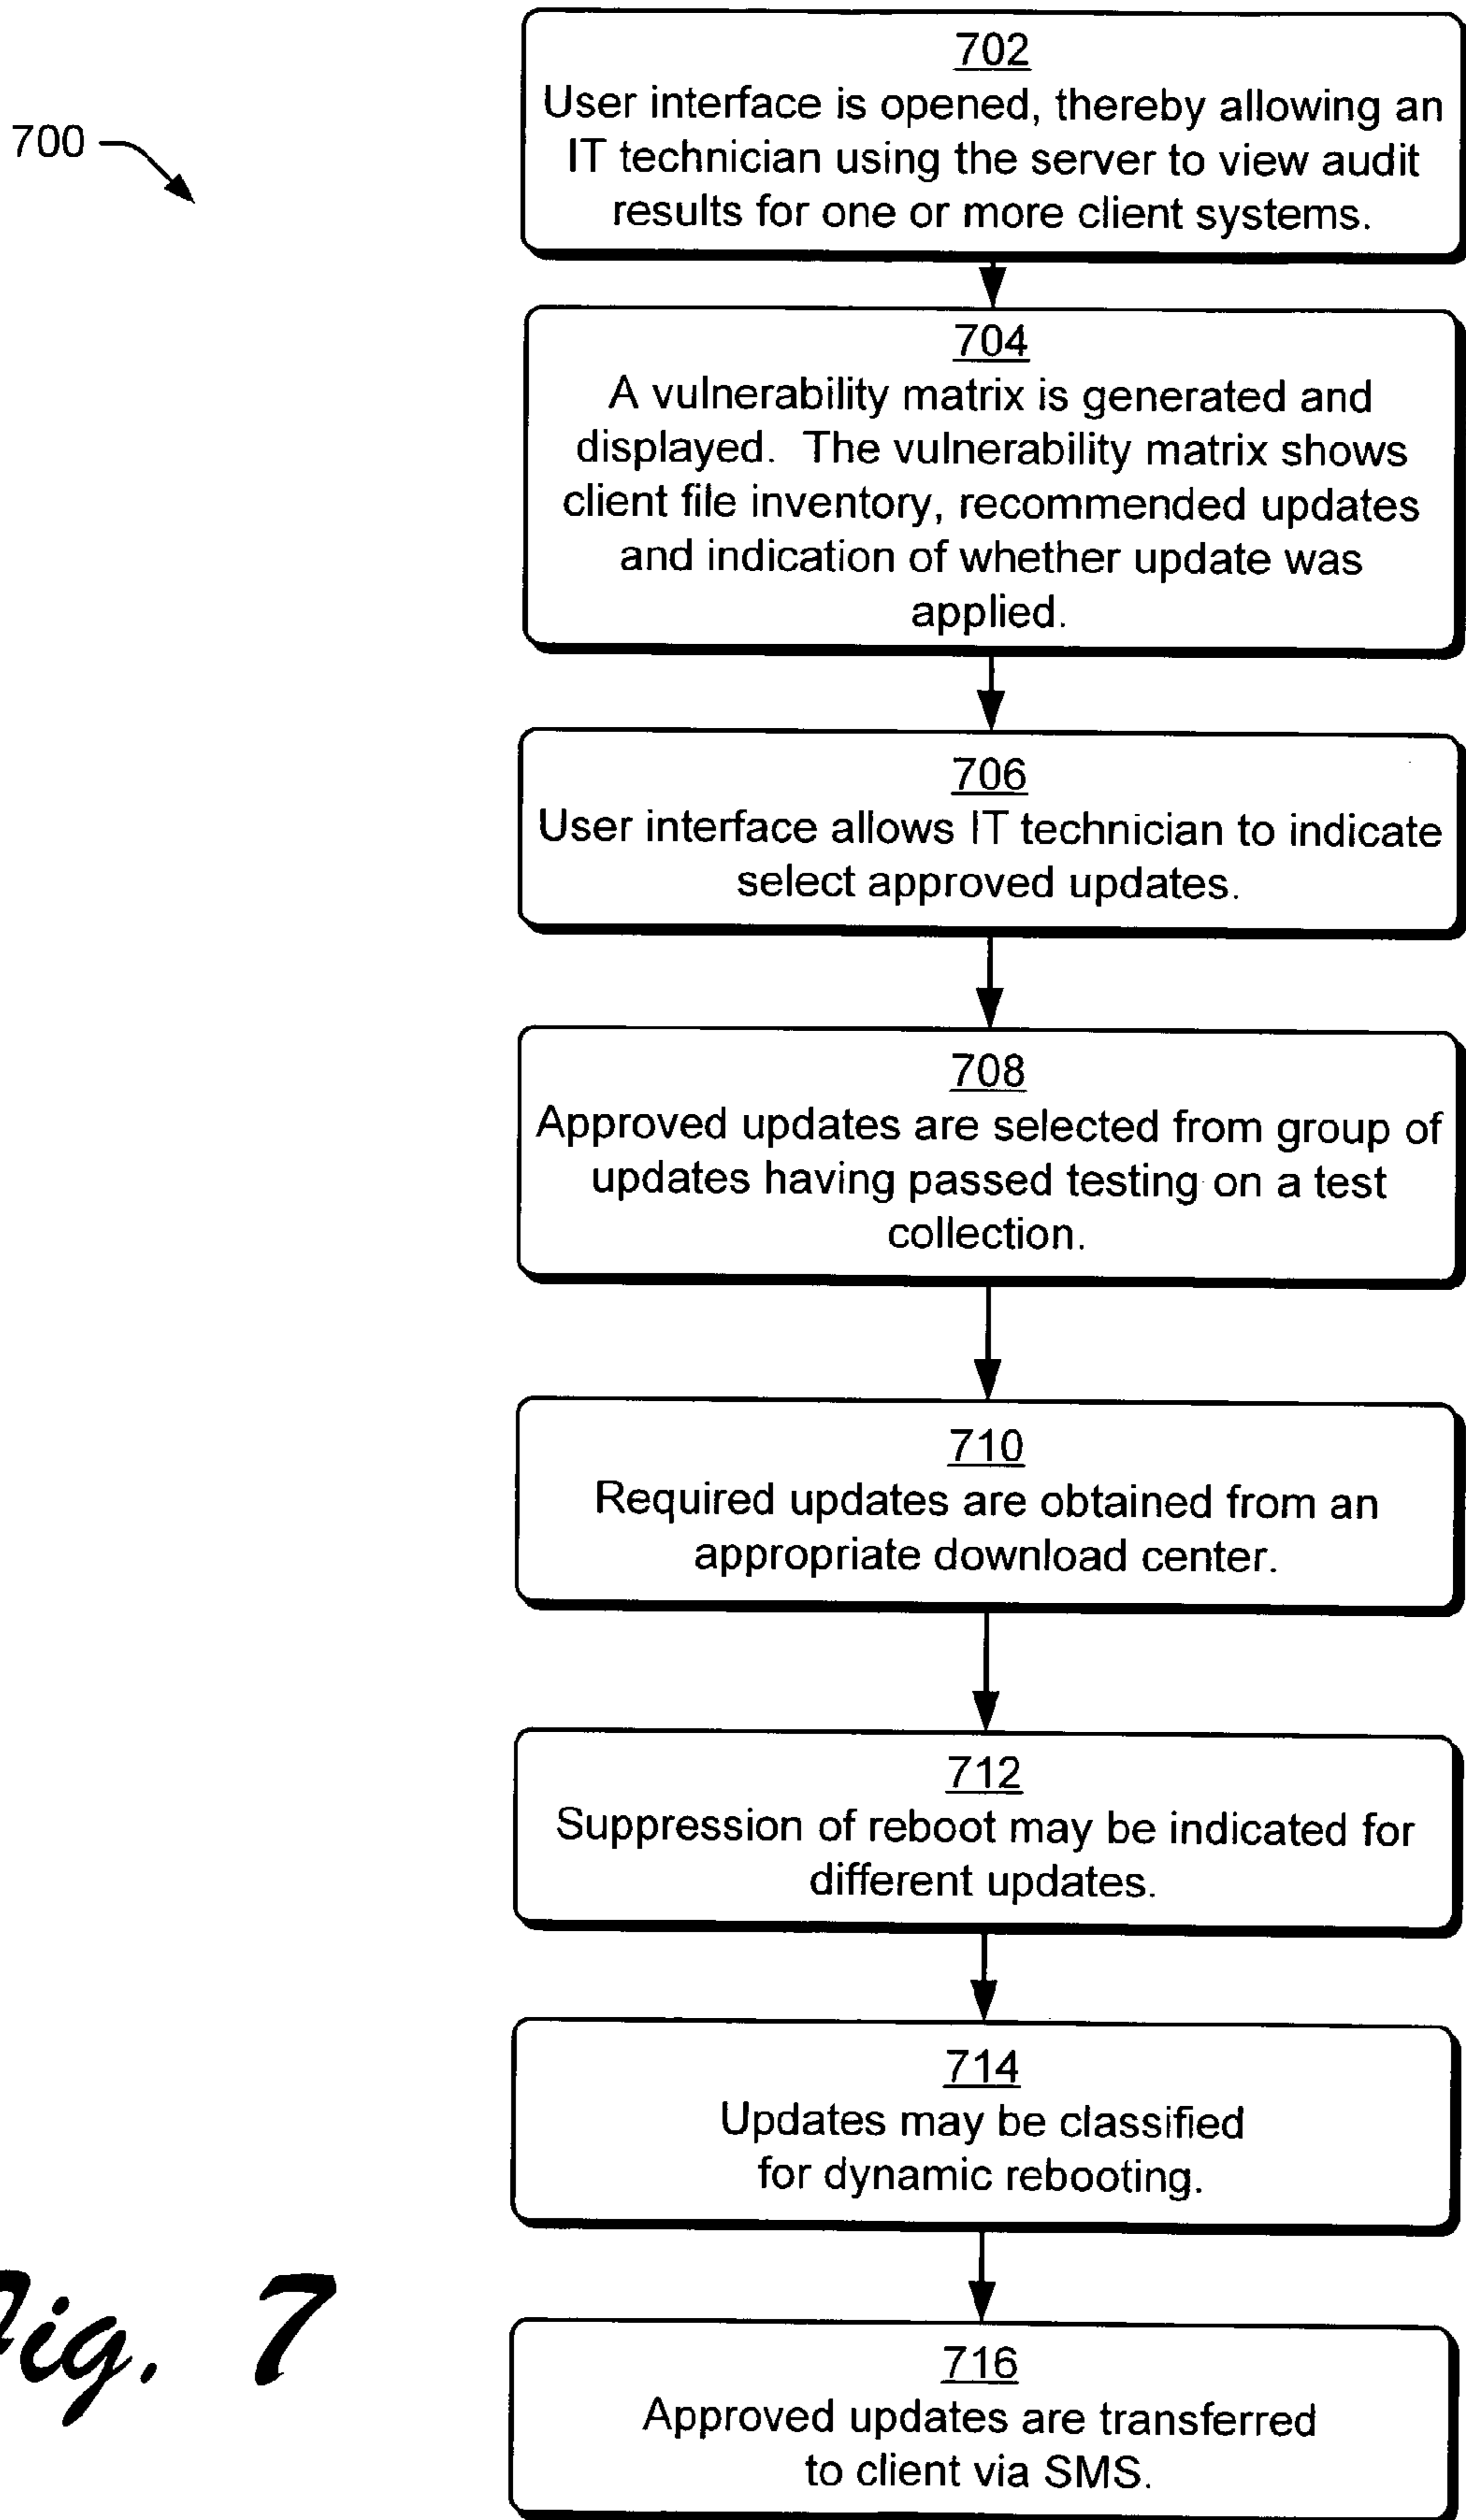 700
702
User interface is opened, thereby allowing an
IT technician using the server to view audit
results for one or more client systems.
704
A vulnerability matrix is generated and
displayed. The vulnerability matrix shows
client file inventory, recommended updates
and indication of whether update was
applied.
706
User interface allows IT technician to indicate
select approved updates.
708
Approved updates are selected from group of
updates having passed testing on a test
collection.
710
Required updates are obtained from an
appropriate download center.
712
Suppression of reboot may be indicated for
different updates.
714
Updates may be classified
for dynamic rebooting.
716
Approved updates are transferred
to client via SMS.
Fig. 7